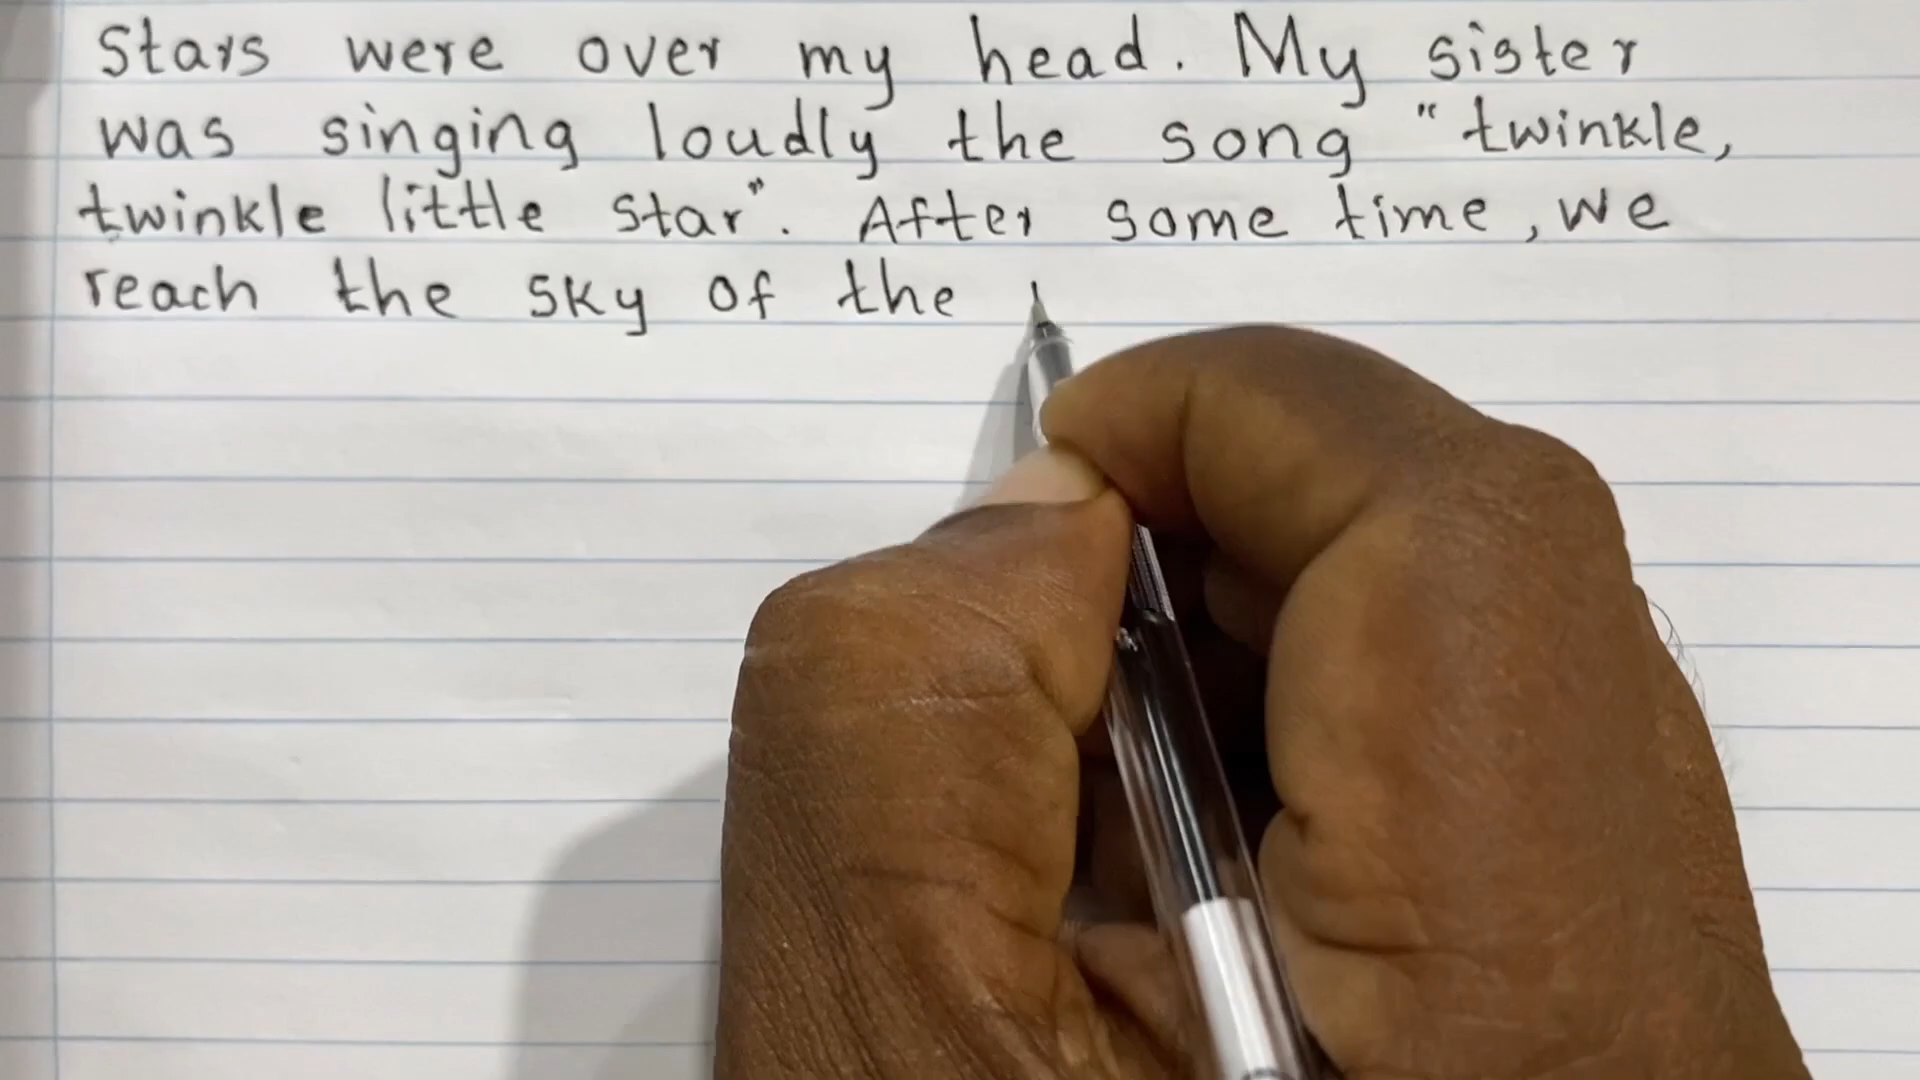 Stars were over my head. My sister
was singing loudly the song "twinkle,
twinkle little star". After some time, we
reach the sky of the